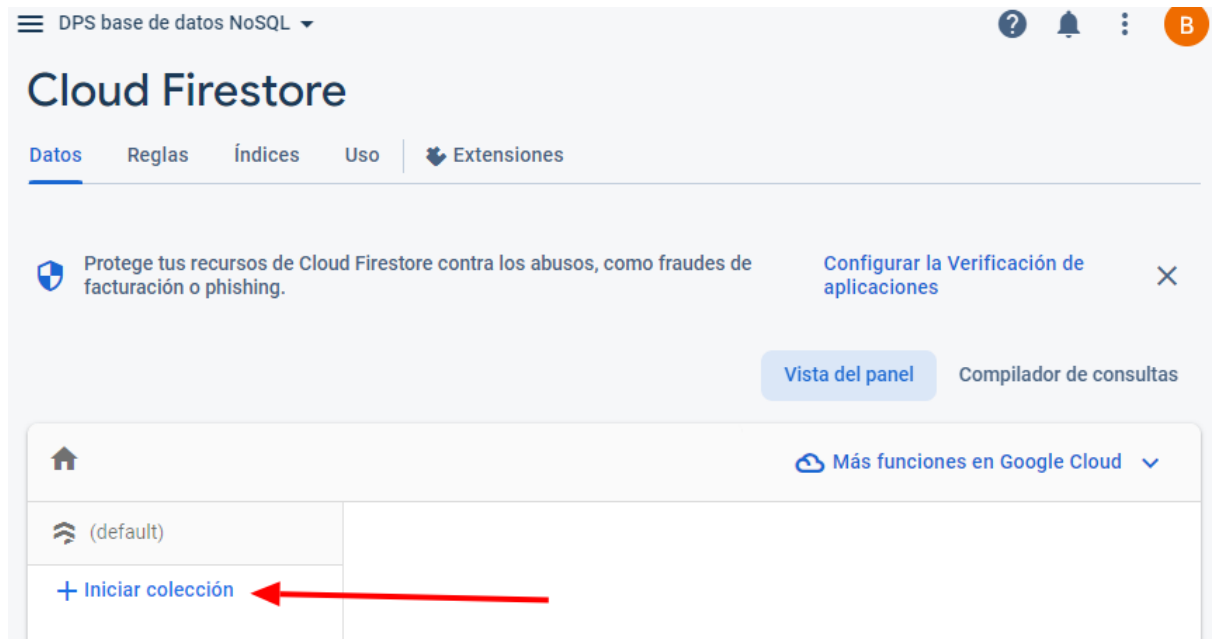 DPS base de datos NoSQL
B
Cloud Firestore
Datos Reglas Índices Uso Extensiones
Protege tus recursos de Cloud Firestore contra los abusos, como fraudes de
facturación o phishing.
Configurar la Verificación de
aplicaciones
Vista del panel Compilador de consultas
Más funciones en Google Cloud
(default)
+ Iniciar colección